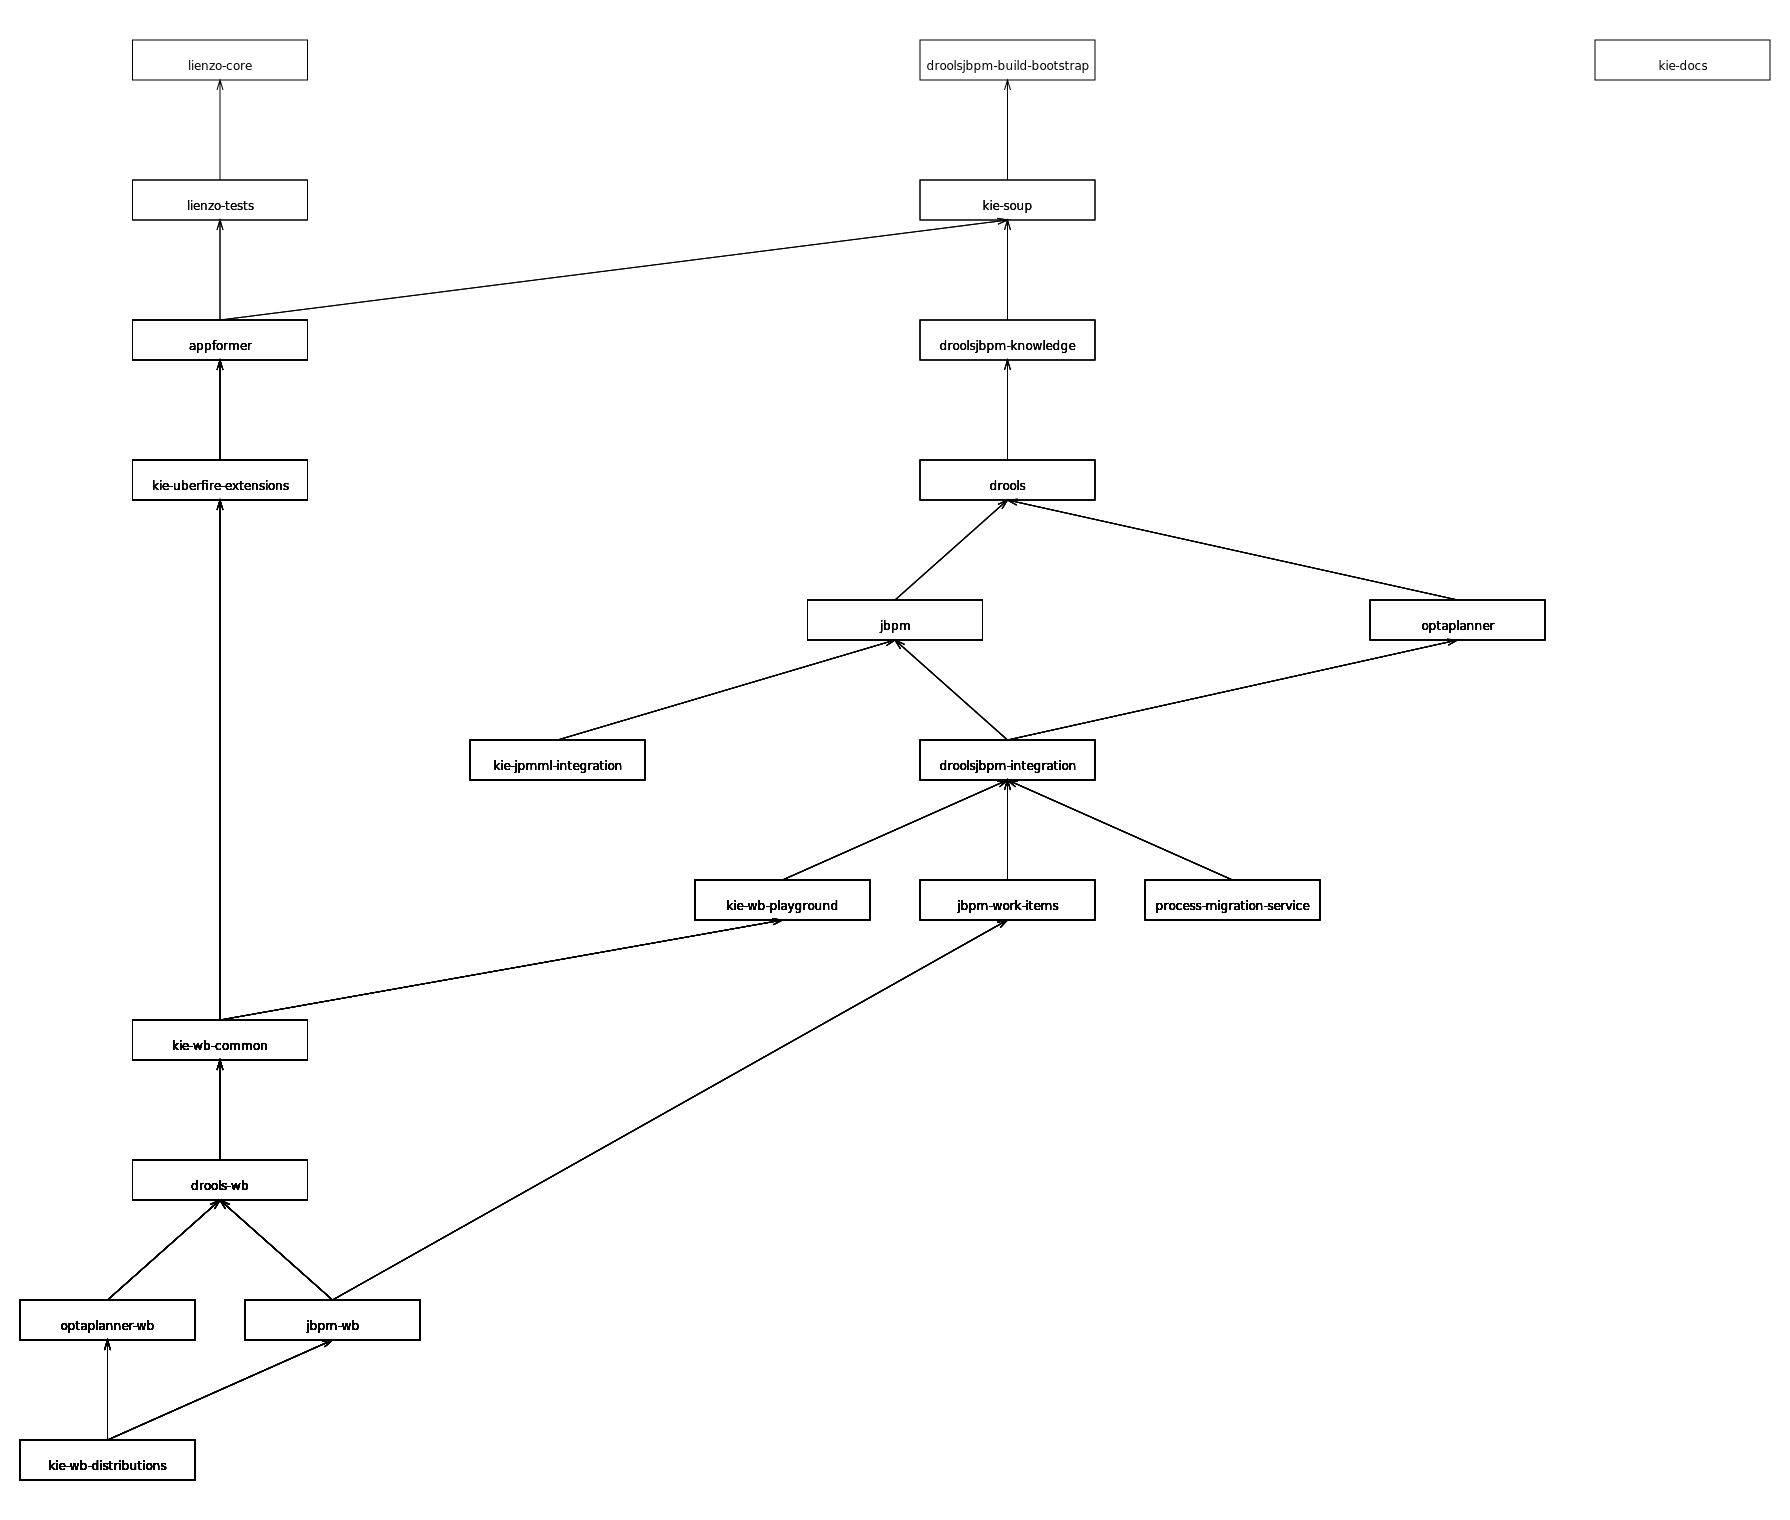 lienzo-core
droolsjbpm-build-bootstrap
kie-docs
lienzo-tests
kie-soup
appformer
droolsjbpm-knowledge
kie-uberfire-extensions
drools
jbpm
optaplanner
kie-jpmml-integration
droolsjbpm-integration
kie-wb-playground
jbpm-work-items
process-migration-service
kie-wb-common
drools-wb
optaplanner-wb
jbpm-wb
kie-wb-distributions